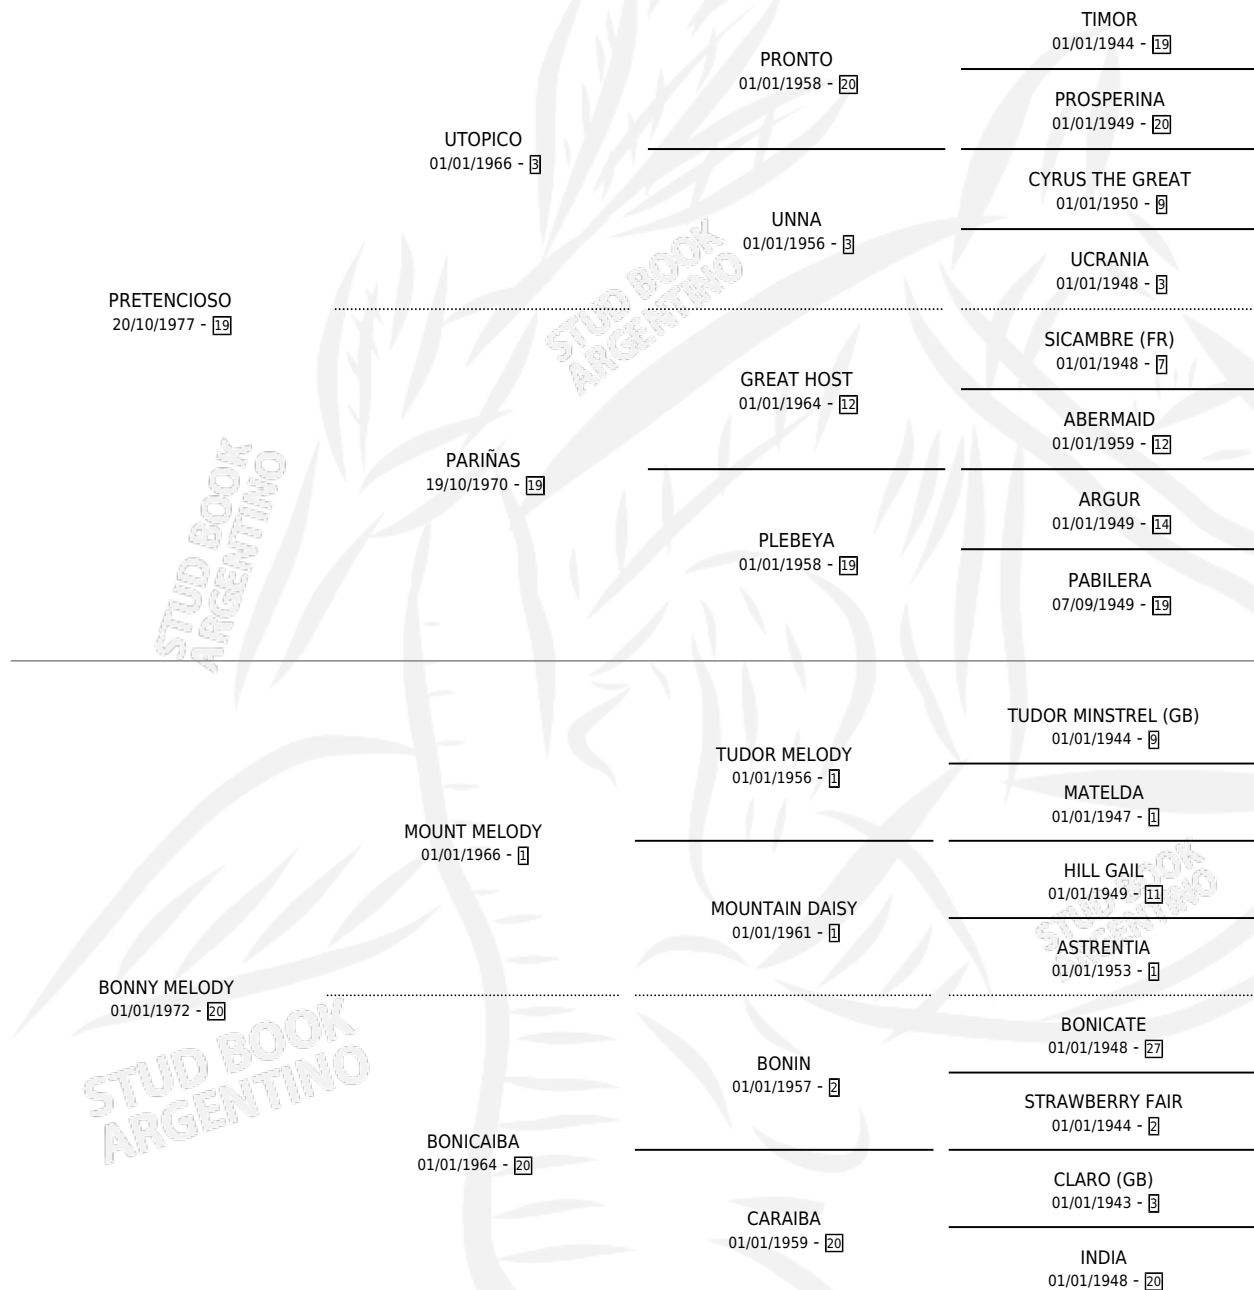 TIMOR
01/01/1944 - 19
PRONTO
01/01/1958 - 20
PROSPERINA
01/01/1949 - 20
UTOPICO
01/01/1966 - 3
CYRUS THE GREAT
01/01/1950 - 9
UNNA
01/01/1956 - 3
UCRANIA
01/01/1948 - 3
PRETENCIOSO
20/10/1977 - 19
SICAMBRE (FR)
01/01/1948 - 7
GREAT HOST
01/01/1964 - 12
ABERMAID
01/01/1959 - 12
PARIÑAS
19/10/1970 - 19
ARGUR
01/01/1949 - 14
PLEBEYA
01/01/1958 - 19
PABILERA
07/09/1949 - 19
TUDOR MINSTREL (GB)
01/01/1944 - 9
TUDOR MELODY
01/01/1956 - 1
MATELDA
01/01/1947 - 1
MOUNT MELODY
01/01/1966 - 1
HILL GAIL
01/01/1949 - 11
MOUNTAIN DAISY
01/01/1961 - 1
ASTRENTIA
01/01/1953 - 1
BONNY MELODY
01/01/1972 - 20
BONICATE
01/01/1948 - 27
BONIN
01/01/1957 - 2
STRAWBERRY FAIR
01/01/1944 - 2
BONICAIBA
01/01/1964 - 20
CLARO (GB)
01/01/1943 - 3
CARAIBA
01/01/1959 - 20
INDIA
01/01/1948 - 20
STUD BOOK
ARGENTINO
STUD BOOK
ARGENTINO
STUD BOOK
ARGENTINO
STUD BOOK
ARGENTINO